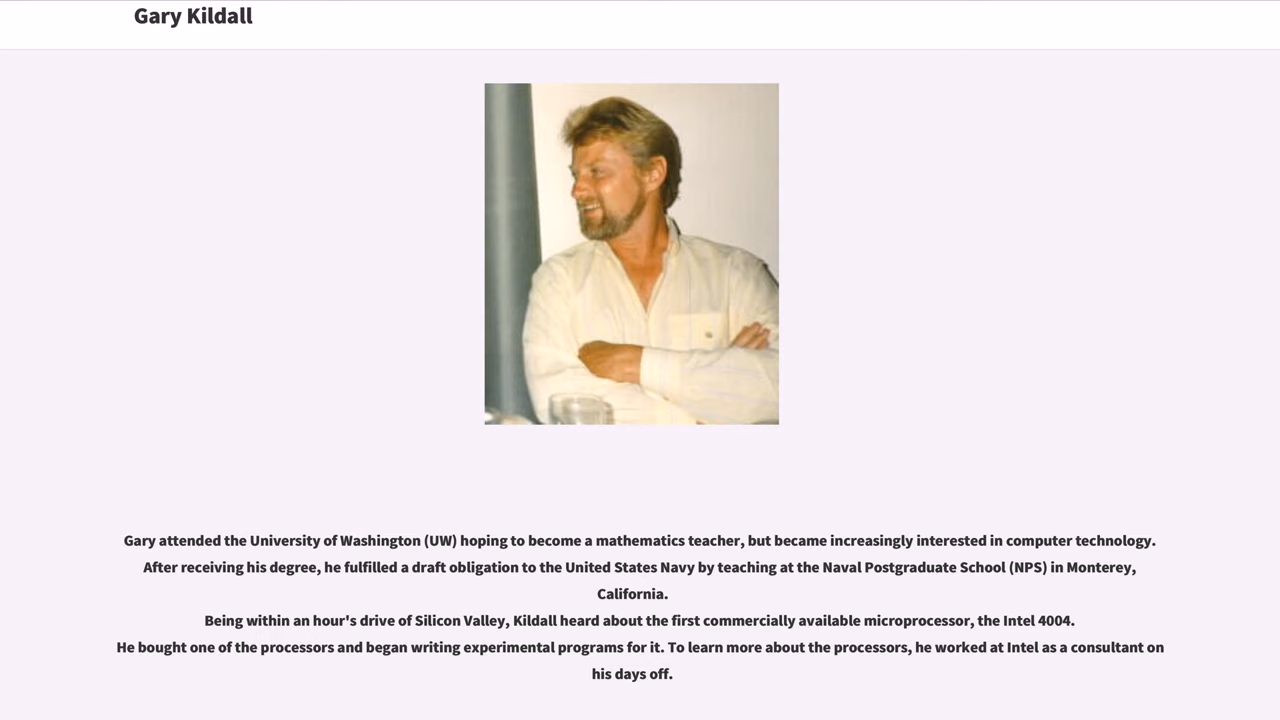 Gary Kildall
Gary attended the University of Washington (UW) hoping to become a mathematics teacher, but became increasingly interested in computer technology.
After receiving his degree, he fulfilled a draft obligation to the United States Navy by teaching at the Naval Postgraduate School (NPS) in Monterey,
California.
Being within an hour's drive of Silicon Valley, Kildall heard about the first commercially available microprocessor, the Intel 4004.
He bought one of the processors and began writing experimental programs for it. To learn more about the processors, he worked at Intel as a consultant on
his days off.